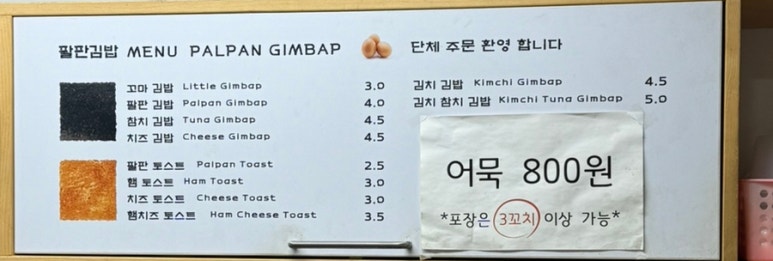 팔판김밥 MENU PALPAN GIMBAP 단체 주문 환영 합니다
꼬마 김밥 Little Gimbap 3.0
팔판 김밥 Palpan Gimbap 4.0
참치 김밥 Tuna Gimbap 4.5
치즈 김밥 Cheese Gimbap 4.5
팔판 토스트 Palpan Toast 2.5
햄 토스트 Ham Toast 3.0
치즈 토스트 Cheese Toast 3.0
햄치즈 토스트 Ham Cheese Toast 3.5
김치 김밥 Kimchi Gimbap 4.5
김치 참치 김밥 Kimchi Tuna Gimbap 5.0
어묵 800원
*포장은 3꼬치 이상 가능*